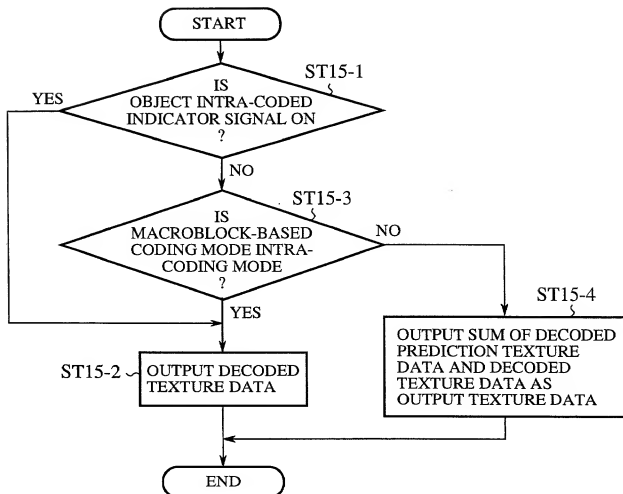 START
ST15-1
IS
OBJECT INTRA-CODED
INDICATOR SIGNAL ON
?
YES
NO
ST15-3
IS
MACROBLOCK-BASED
CODING MODE INTRA-
CODING MODE
?
NO
YES
ST15-4
OUTPUT SUM OF DECODED
PREDICTION TEXTURE
DATA AND DECODED
TEXTURE DATA AS
OUTPUT TEXTURE DATA
ST15-2
OUTPUT DECODED
TEXTURE DATA
END